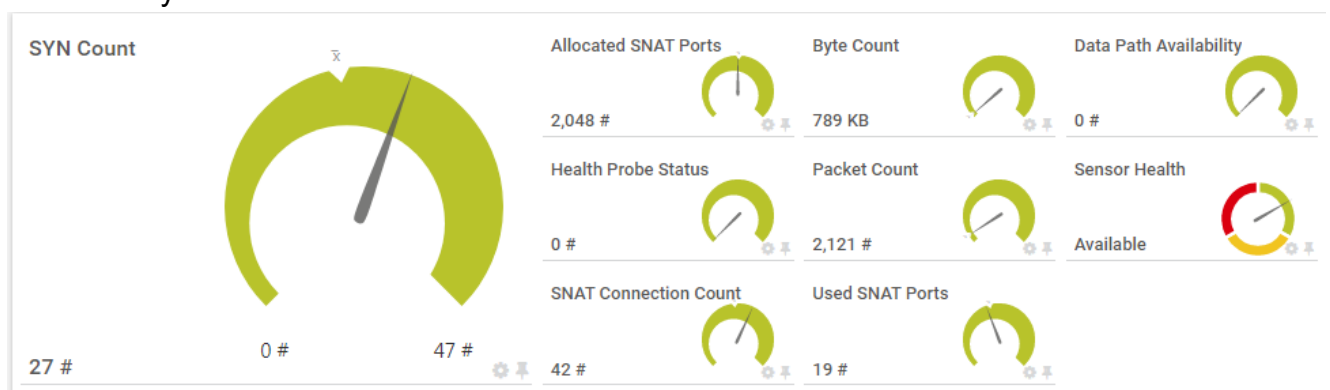 SYN Count
x̄
0 #
47 #
27 #
Allocated SNAT Ports
2,048 #
Byte Count
789 KB
Data Path Availability
0 #
Health Probe Status
0 #
Packet Count
2,121 #
Sensor Health
Available
SNAT Connection Count
42 #
Used SNAT Ports
19 #